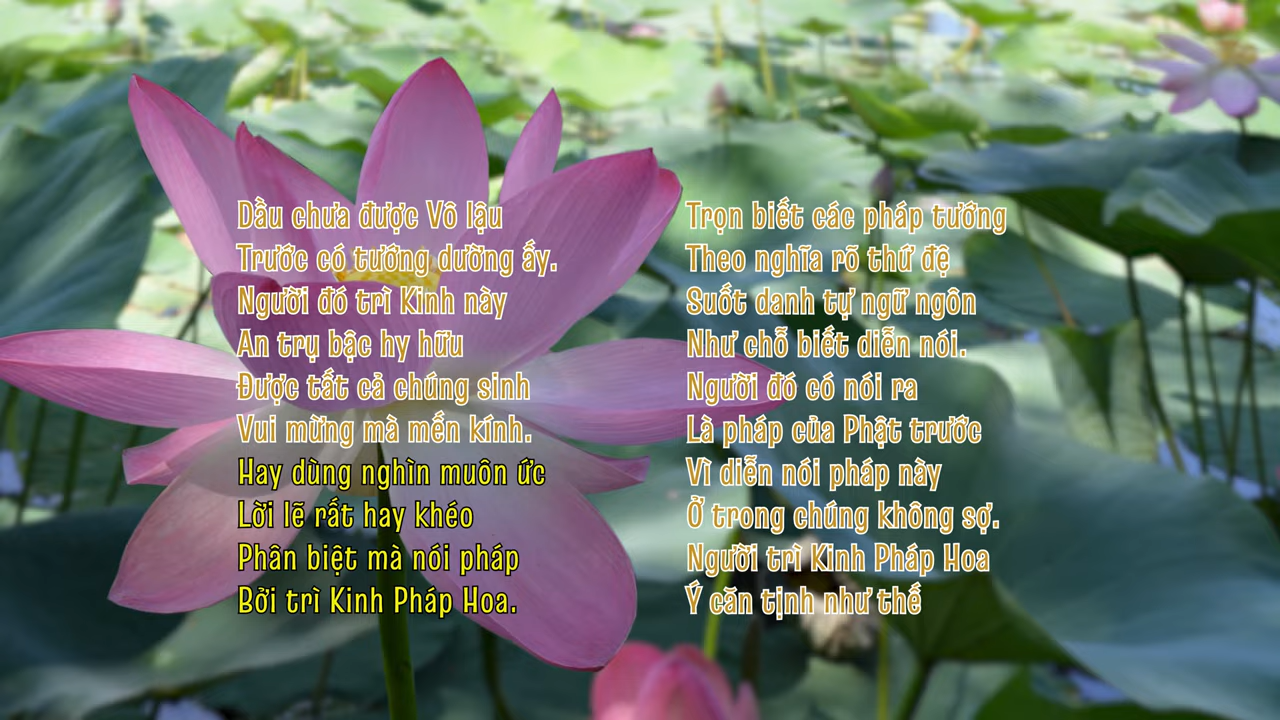 Dầu chưa được Vô lậu
Trước có tướng dường ấy.
Người đó trì Kinh này
An trụ bậc hy hữu
Được tất cả chúng sinh
Vui mừng mà mến kính.
Hay dùng nghìn muôn ức
Lời lẽ rất hay khéo
Phân biệt mà nói pháp
Bởi trì Kinh Pháp Hoa.
Trọn biết các pháp tướng
Theo nghĩa rõ thứ đệ
Suốt danh tự ngữ ngôn
Như chỗ biết diễn nói.
Người đó có nói ra
Là pháp của Phật trước
Vì diễn nói pháp này
Ở trong chúng không sợ.
Người trì Kinh Pháp Hoa
Ý căn tịnh như thế